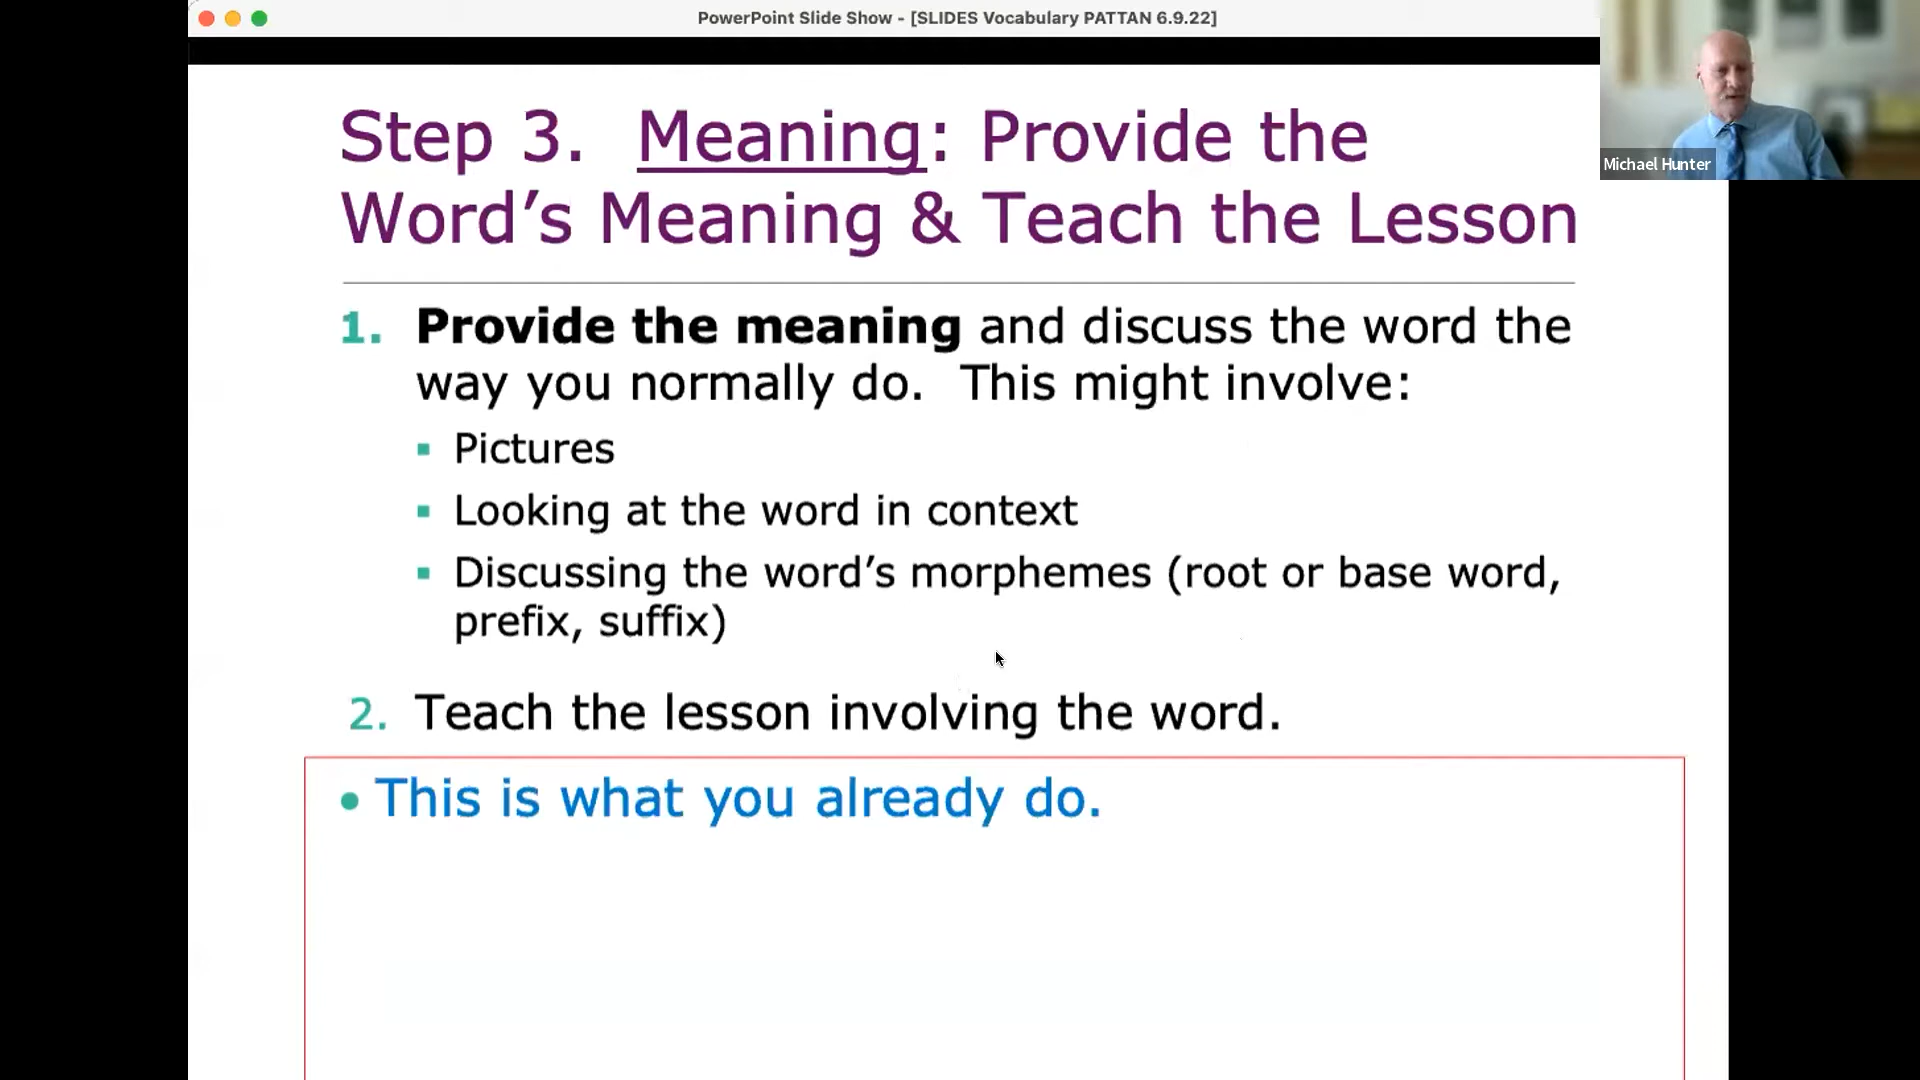 PowerPoint Slide Show - [SLIDES Vocabulary PATTAN 6.9.22]
Michael Hunter
Step 3. Meaning: Provide the
Word’s Meaning & Teach the Lesson
1. Provide the meaning and discuss the word the
way you normally do. This might involve:
▪ Pictures
▪ Looking at the word in context
▪ Discussing the word’s morphemes (root or base word,
prefix, suffix)
2. Teach the lesson involving the word.
• This is what you already do.